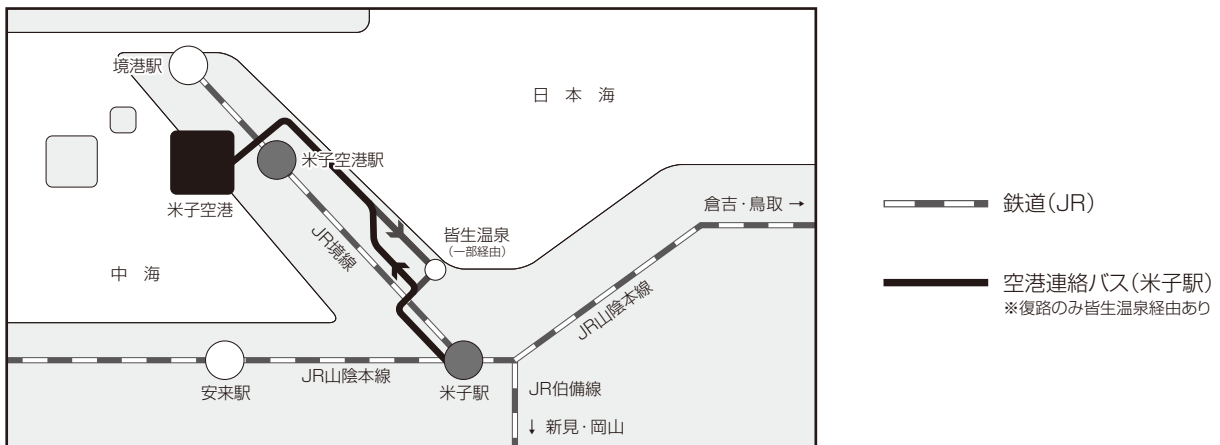 境港駅
日本海
米子空港駅
米子空港
倉吉・鳥取 →
皆生温泉
(一部経由)
JR境線
中海
JR山陰本線
JR山陰本線
安来駅
米子駅
JR伯備線
↓ 新見・岡山
鉄道(JR)
空港連絡バス(米子駅)
※復路のみ皆生温泉経由あり